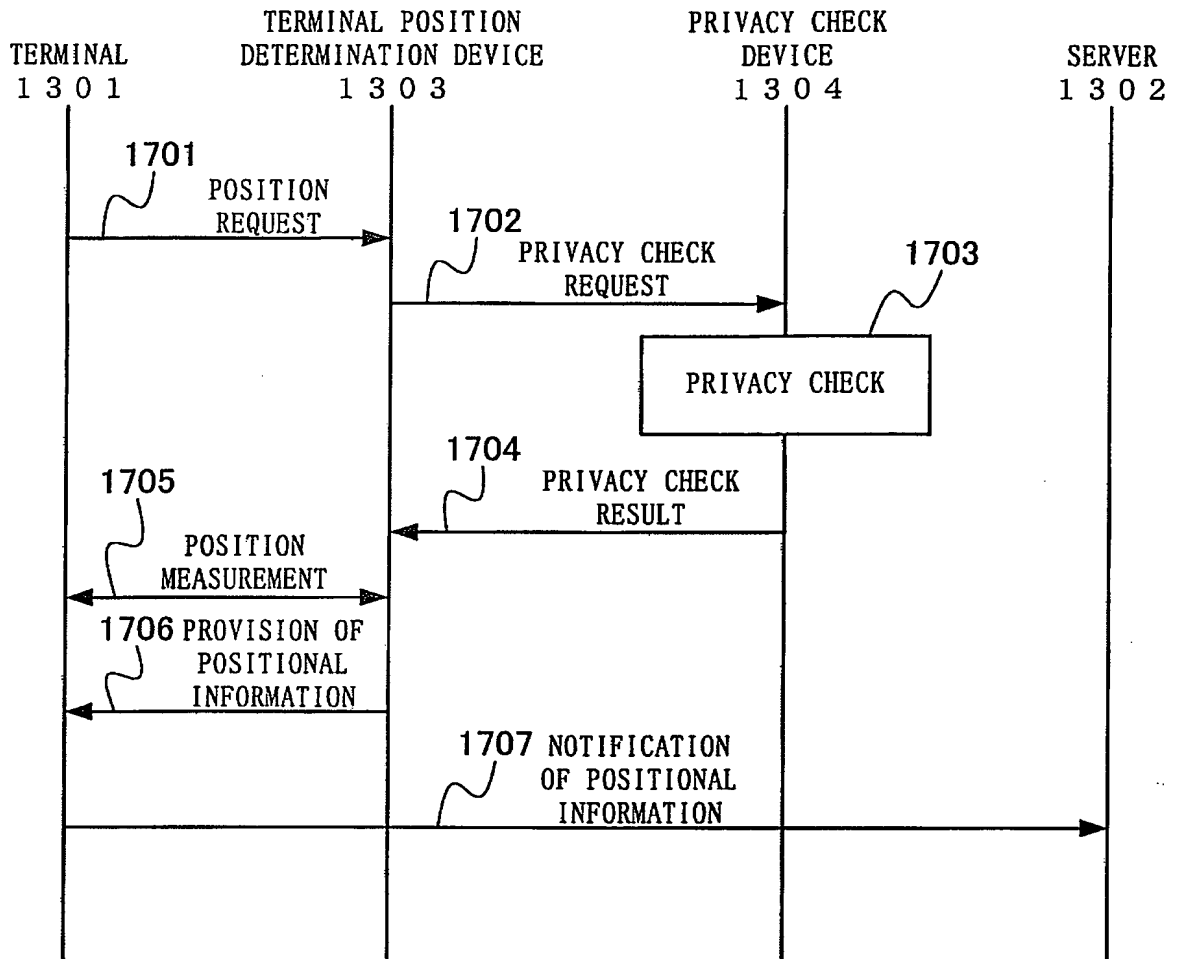 TERMINAL
1301
TERMINAL POSITION
DETERMINATION DEVICE
1303
PRIVACY CHECK
DEVICE
1304
SERVER
1302
1701
POSITION
REQUEST
1702
PRIVACY CHECK
REQUEST
1703
PRIVACY CHECK
1704
PRIVACY CHECK
RESULT
1705
POSITION
MEASUREMENT
1706 PROVISION OF
POSITIONAL
INFORMATION
1707 NOTIFICATION
OF POSITIONAL
INFORMATION